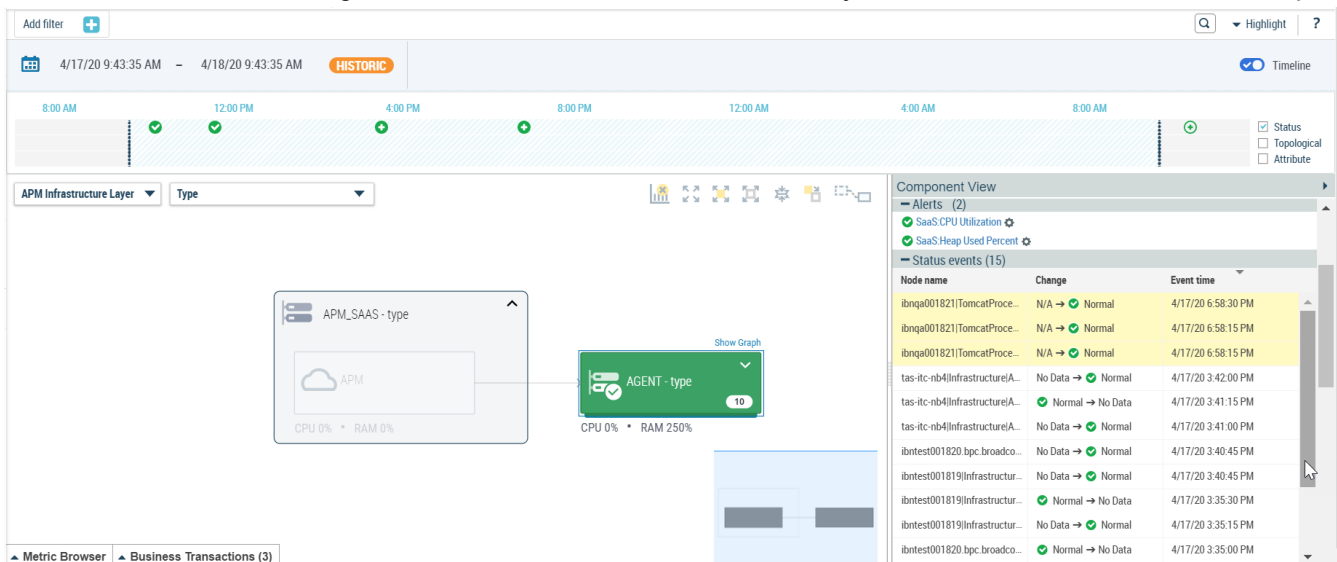 Add filter
Highlight ?
4/17/20 9:43:35 AM – 4/18/20 9:43:35 AM HISTORIC
Timeline
8:00 AM 12:00 PM 4:00 PM 8:00 PM 12:00 AM 4:00 AM 8:00 AM
Status
Topological
Attribute
APM Infrastructure Layer Type
APM_SAAS - type
APM
CPU 0% • RAM 0%
Show Graph
AGENT - type
10
CPU 0% • RAM 250%
Component View
Alerts (2)
SaaS:CPU Utilization
SaaS:Heap Used Percent
Status events (15)
Node name Change Event time
ibnqa001821|TomcatProce... N/A → Normal 4/17/20 6:58:30 PM
ibnqa001821|TomcatProce... N/A → Normal 4/17/20 6:58:15 PM
ibnqa001821|TomcatProce... N/A → Normal 4/17/20 6:58:15 PM
tas-itc-nb4|Infrastructure|A... No Data → Normal 4/17/20 3:42:00 PM
tas-itc-nb4|Infrastructure|A... Normal → No Data 4/17/20 3:41:15 PM
tas-itc-nb4|Infrastructure|A... No Data → Normal 4/17/20 3:41:00 PM
ibntest001820.bpc.broadco... No Data → Normal 4/17/20 3:40:45 PM
ibntest001819|Infrastructur... No Data → Normal 4/17/20 3:40:45 PM
ibntest001819|Infrastructur... Normal → No Data 4/17/20 3:35:30 PM
ibntest001819|Infrastructur... No Data → Normal 4/17/20 3:35:15 PM
ibntest001820.bpc.broadco... Normal → No Data 4/17/20 3:35:00 PM
Metric Browser Business Transactions (3)